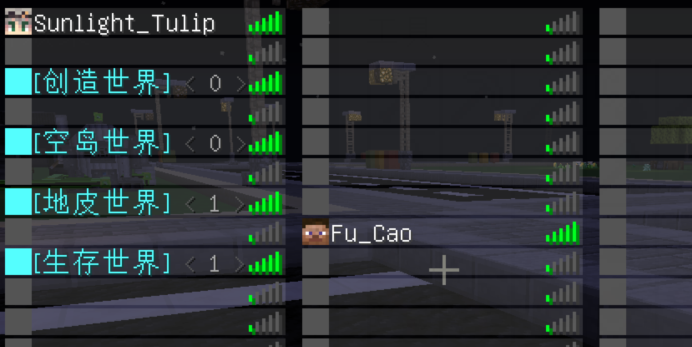 Sunlight_Tulip
[创造世界] < 0 >
[空岛世界] < 0 >
[地皮世界] < 1 >
Fu_Cao
[生存世界] < 1 >